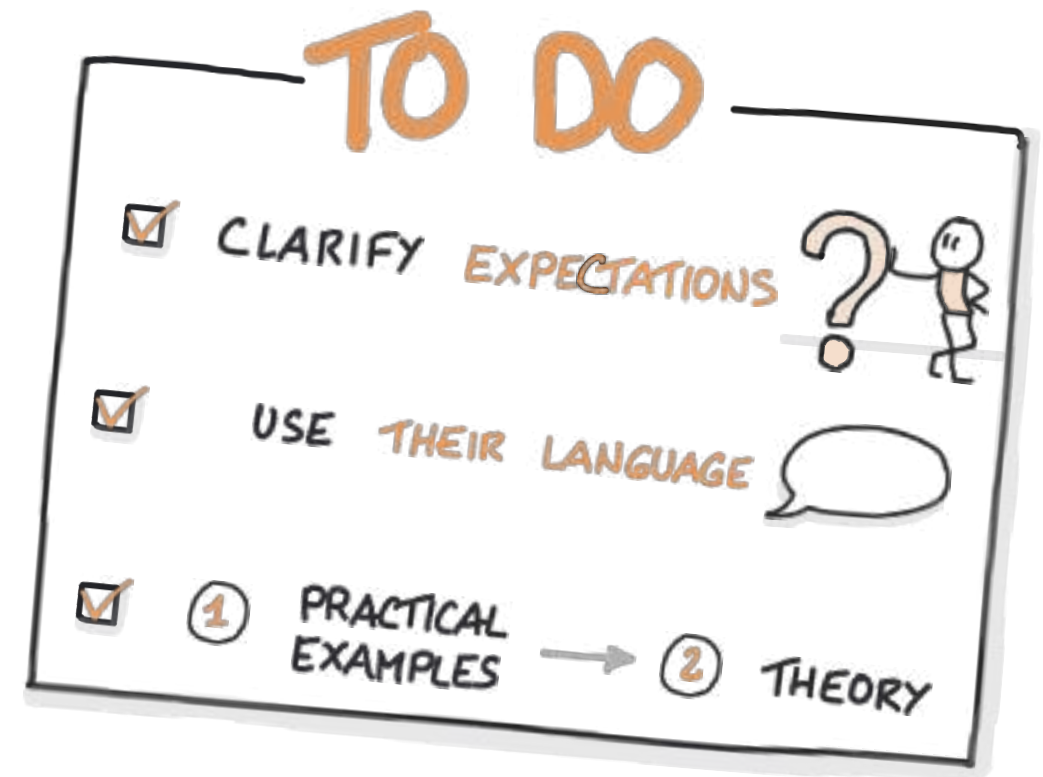 TO DO
CLARIFY EXPECTATIONS
USE THEIR LANGUAGE
1 PRACTICAL
EXAMPLES
2 THEORY